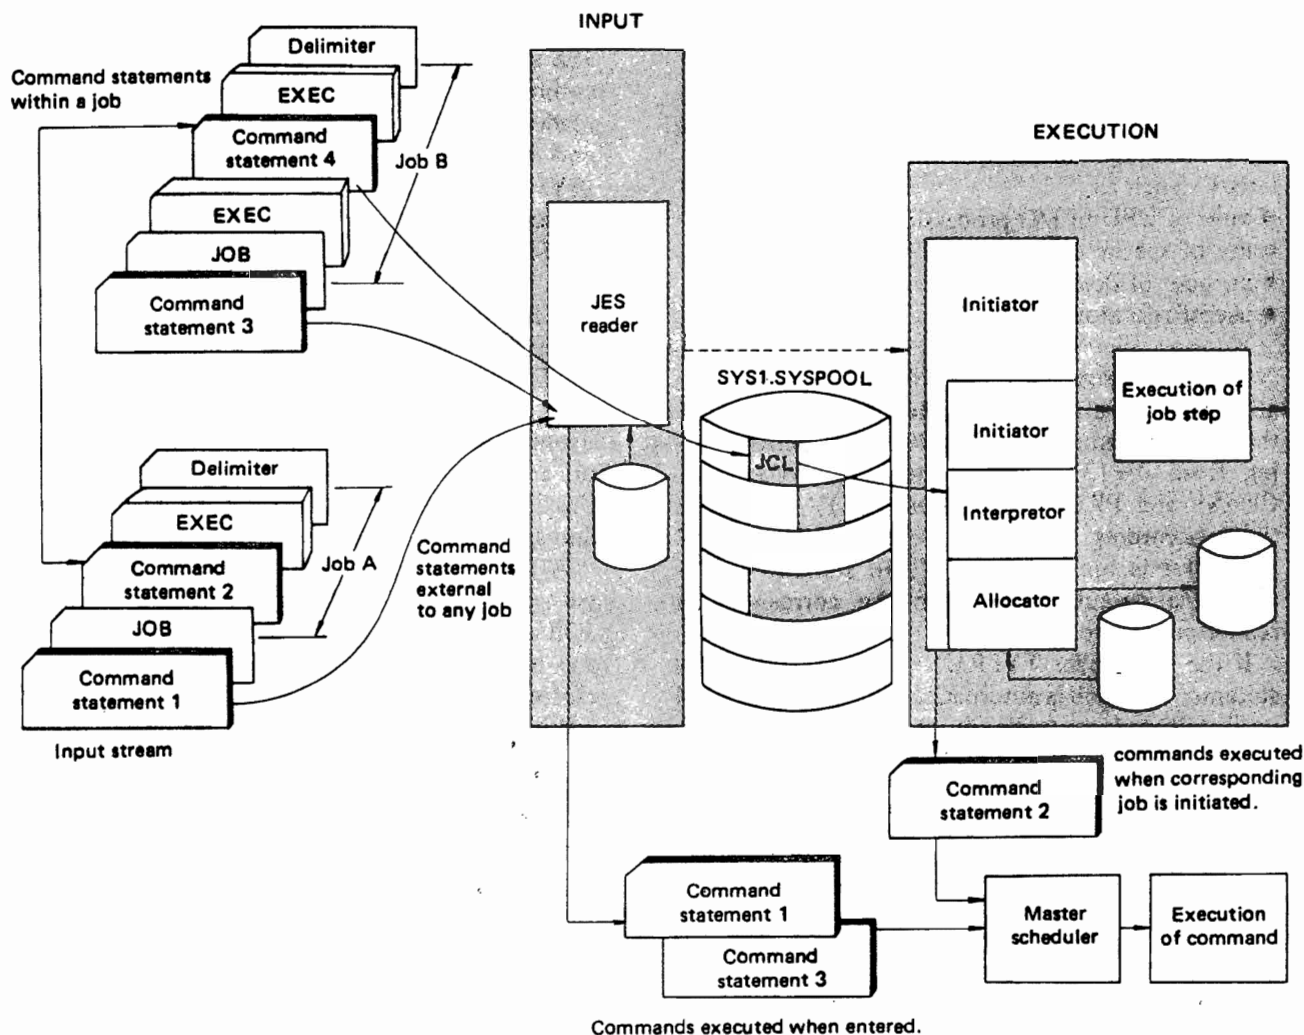 INPUT
Delimiter
Command statements
within a job
EXEC
Command
statement 4
Job B
EXEC
JOB
Command
statement 3
EXECUTION
JES
reader
Initiator
SYS1.SYSPOOL
Execution of
job step
Initiator
JCL
Interpretor
Allocator
Delimiter
EXEC
Command
statement 2
Job A
JOB
Command
statement 1
Input stream
Command
statements
external
to any job
Command
statement 2
commands executed
when corresponding
job is initiated.
Command
statement 1
Command
statement 3
Master
scheduler
Execution
of command
Commands executed when entered.